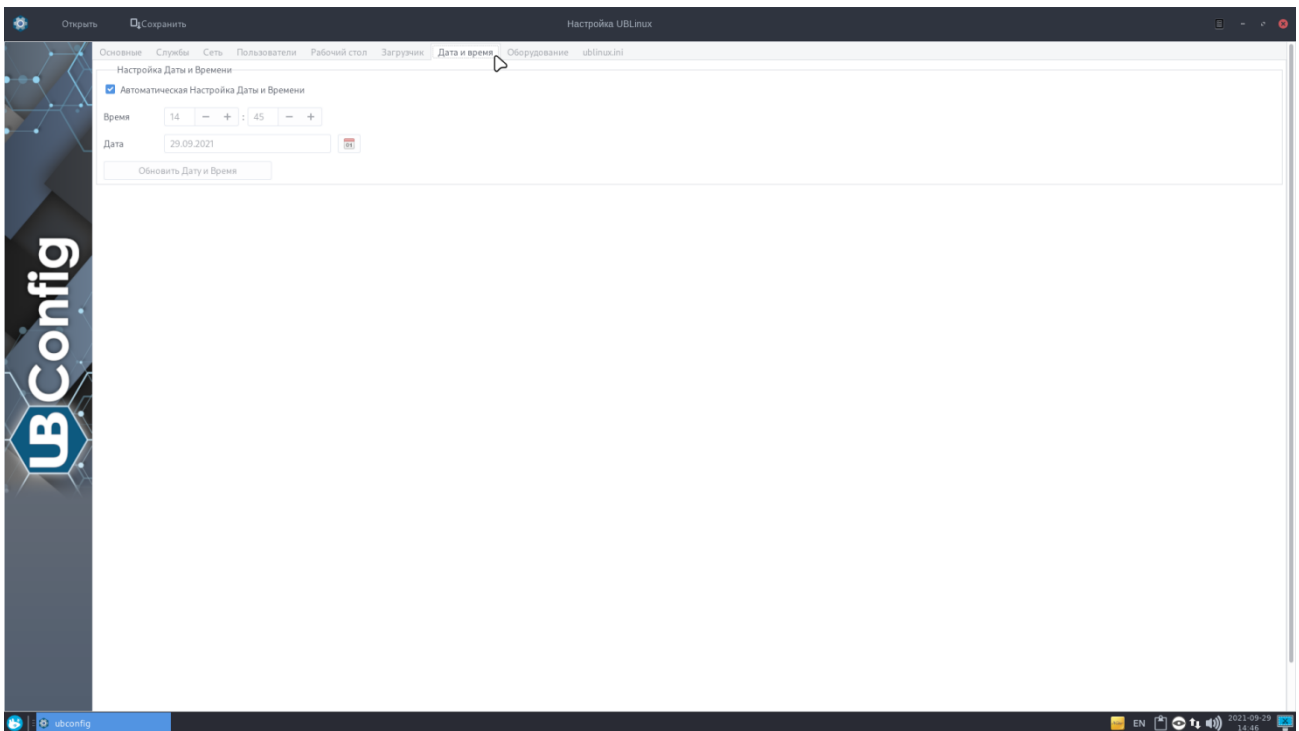 Открыть Сохранить Настройка UBLinux
Основные Службы Сеть Пользователи Рабочий стол Загрузчик Дата и время Оборудование ublinux.ini
Настройка Даты и Времени
Автоматическая Настройка Даты и Времени
Время 14 − + : 45 − +
Дата 29.09.2021
Обновить Дату и Время
UBConfig
ubconfig EN 2021-09-29
14:46